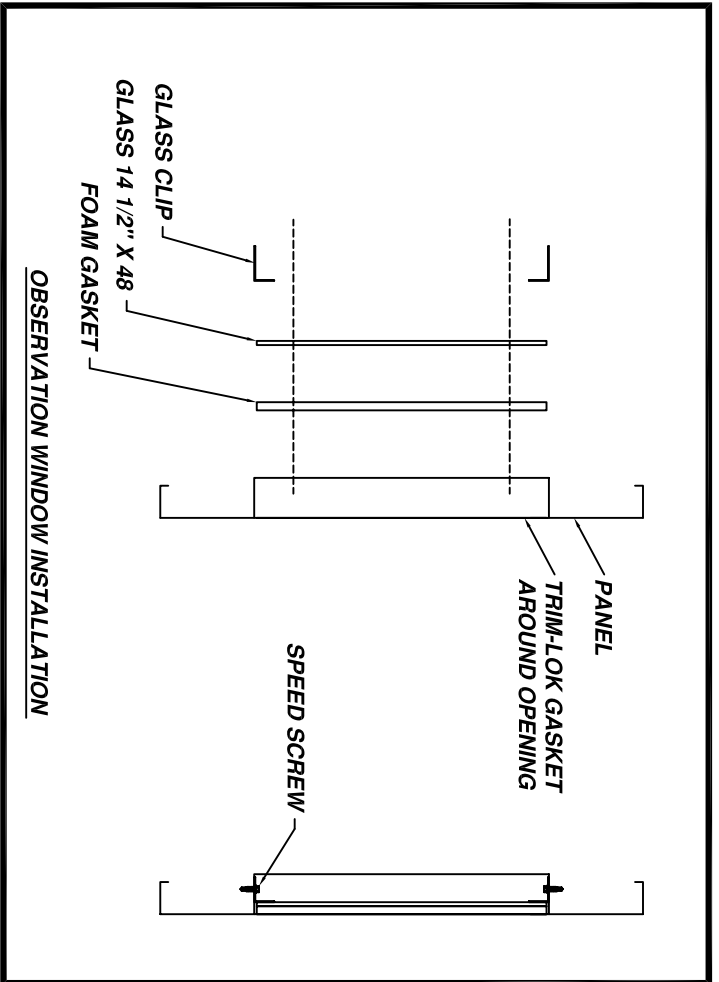 GLASS CLIP
GLASS 14 1/2" X 48
FOAM GASKET
PANEL
TRIM-LOK GASKET
AROUND OPENING
SPEED SCREW
OBSERVATION WINDOW INSTALLATION